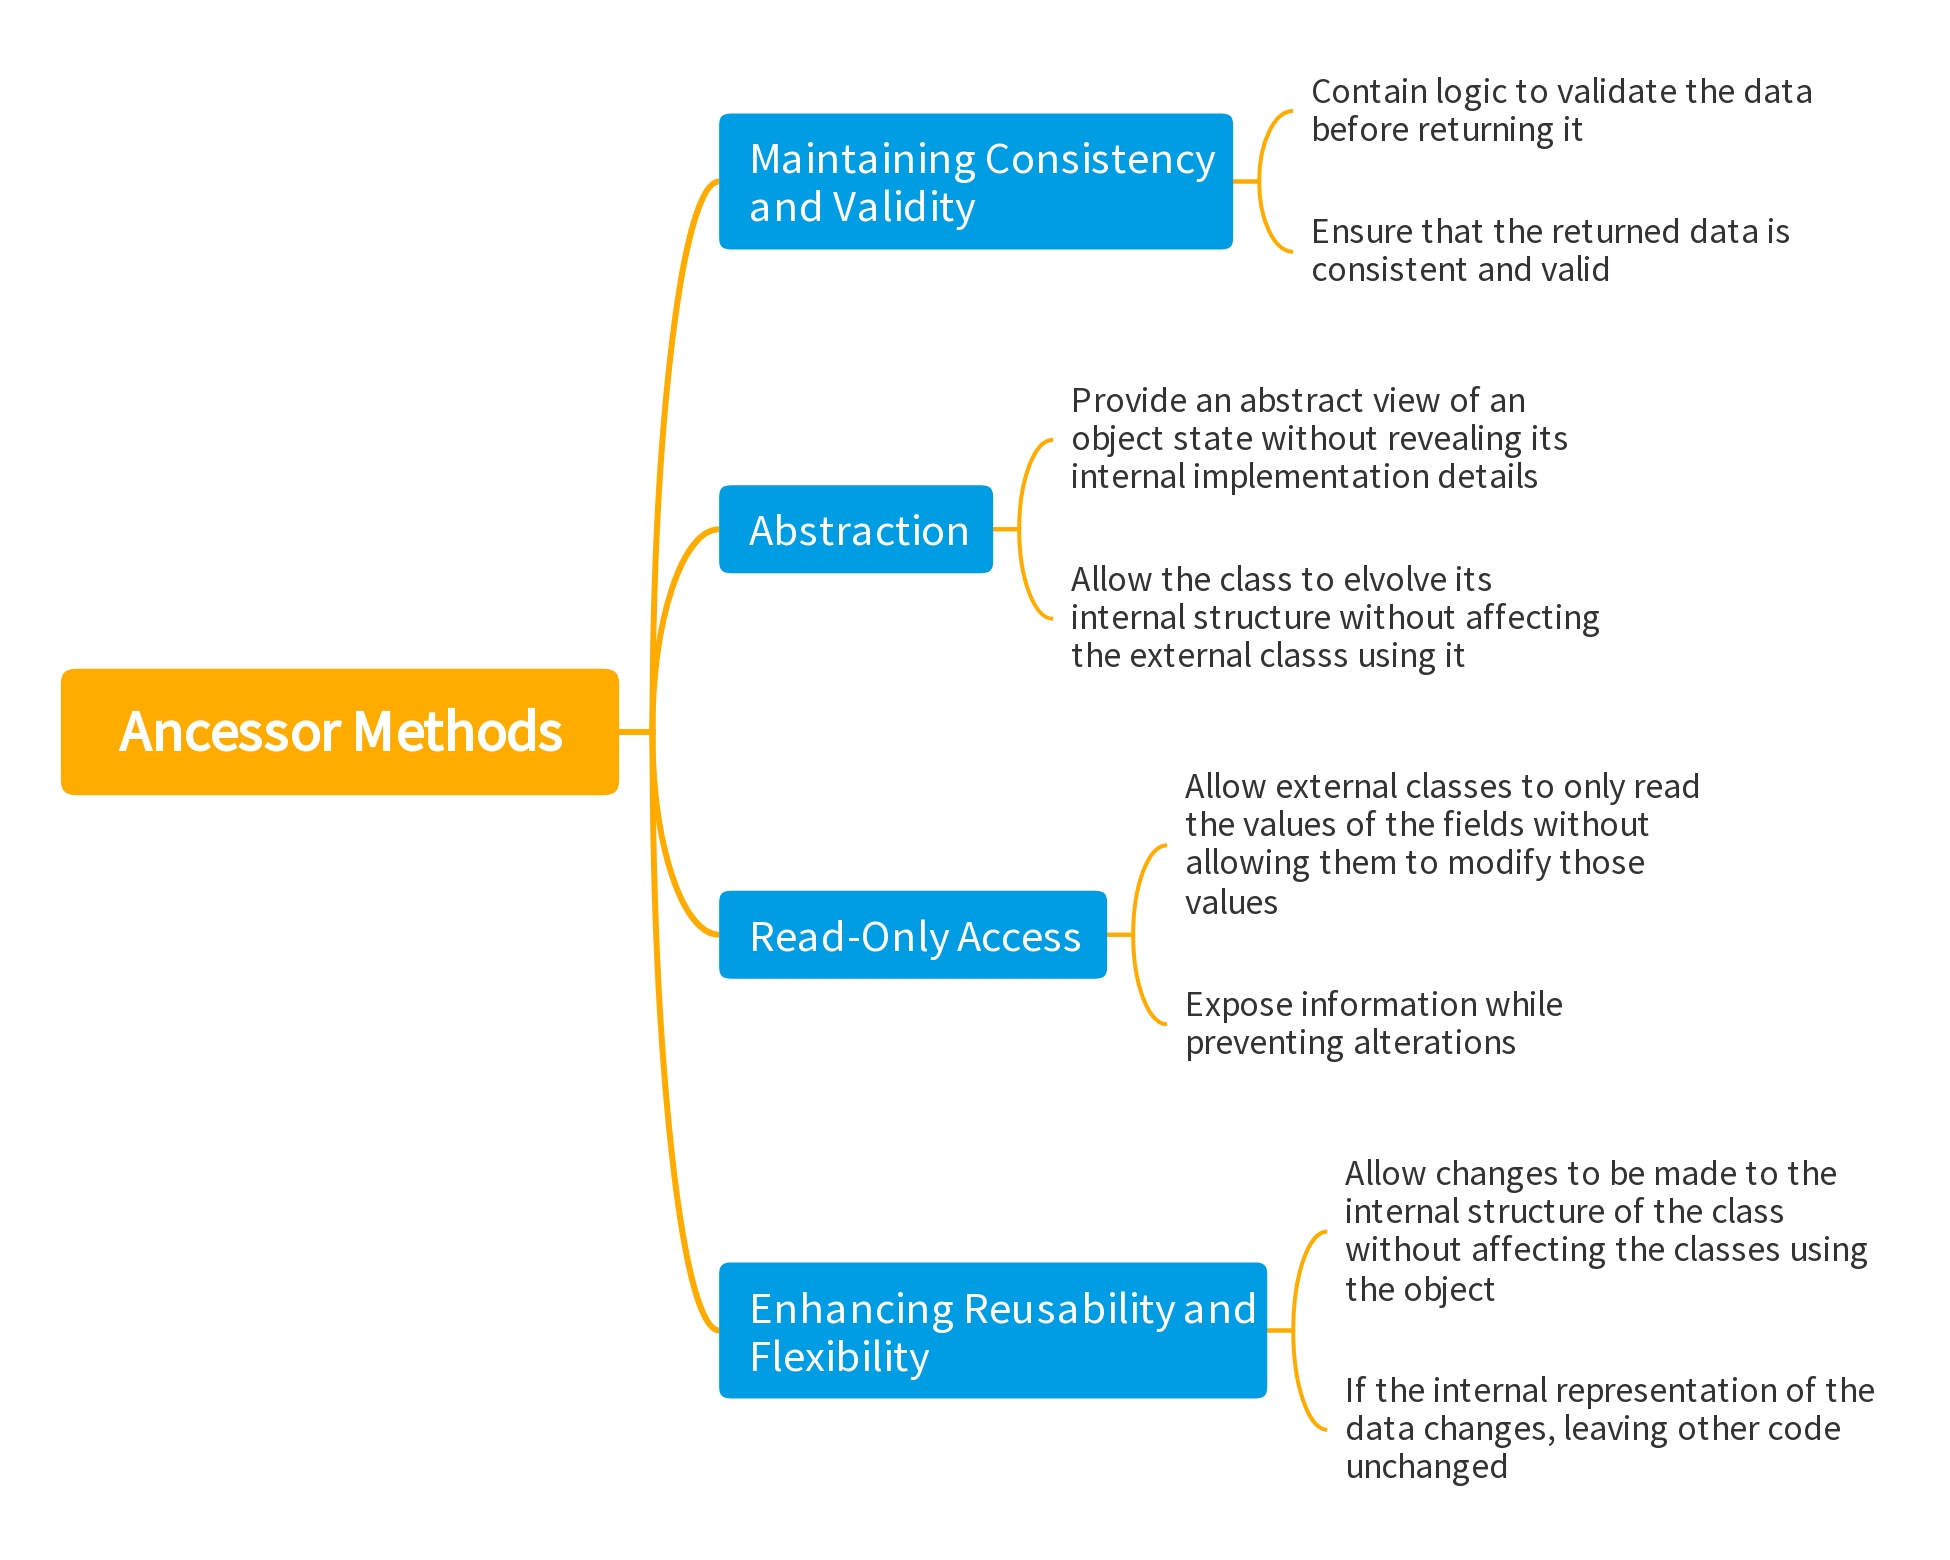 Ancessor Methods
Maintaining Consistency
and Validity
Contain logic to validate the data
before returning it
Ensure that the returned data is
consistent and valid
Abstraction
Provide an abstract view of an
object state without revealing its
internal implementation details
Allow the class to elvolve its
internal structure without affecting
the external classs using it
Read-Only Access
Allow external classes to only read
the values of the fields without
allowing them to modify those
values
Expose information while
preventing alterations
Enhancing Reusability and
Flexibility
Allow changes to be made to the
internal structure of the class
without affecting the classes using
the object
If the internal representation of the
data changes, leaving other code
unchanged